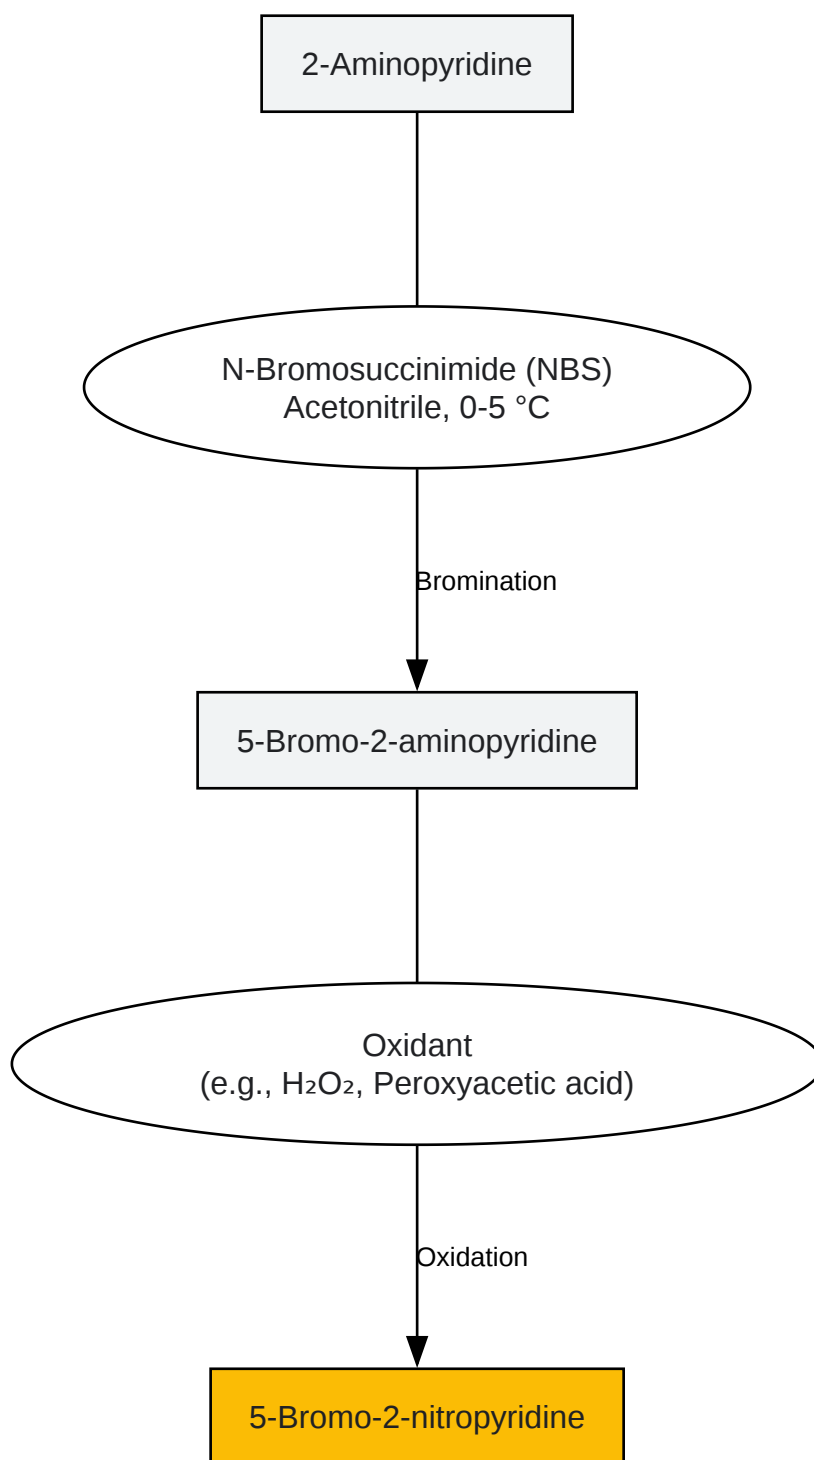 2-Aminopyridine
N-Bromosuccinimide (NBS)
Acetonitrile, 0-5 °C
Bromination
5-Bromo-2-aminopyridine
Oxidant
(e.g., H₂O₂, Peroxyacetic acid)
Oxidation
5-Bromo-2-nitropyridine